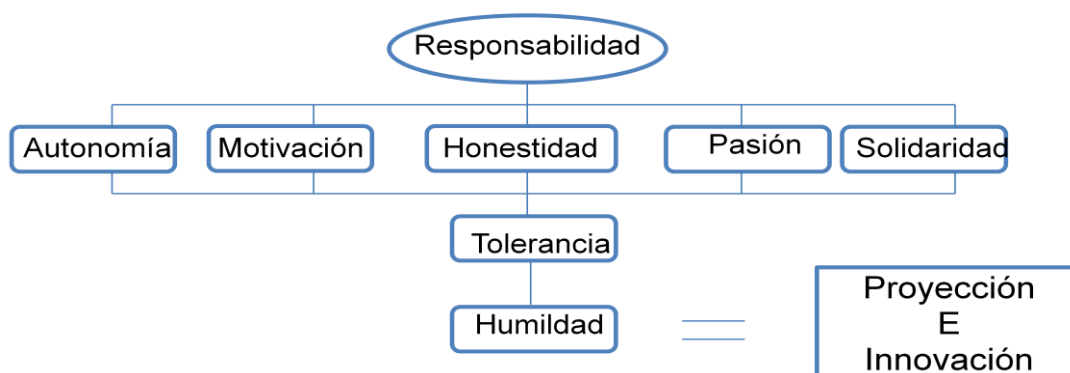 Responsabilidad
Autonomía
Motivación
Honestidad
Pasión
Solidaridad
Tolerancia
Humildad
Proyección
E
Innovación